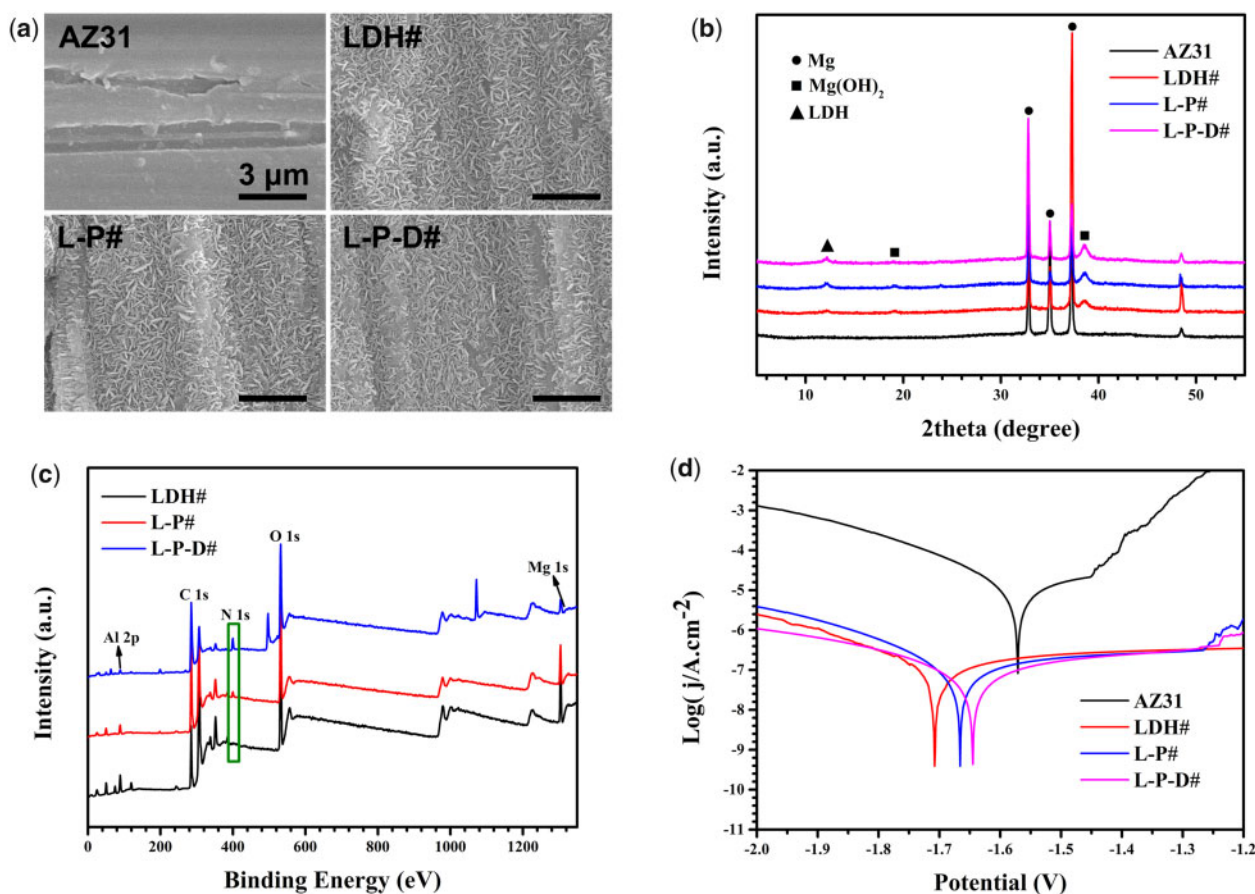 (a)
AZ31
LDH#
3 μm
L-P#
L-P-D#
(b)
Mg
Mg(OH)2
LDH
AZ31
LDH#
L-P#
L-P-D#
Intensity (a.u.)
10 20 30 40 50
2theta (degree)
(c)
LDH#
L-P#
L-P-D#
Al 2p
C 1s
N 1s
O 1s
Mg 1s
Intensity (a.u.)
0 200 400 600 800 1000 1200
Binding Energy (eV)
(d)
-2
-3
-4
-5
-6
-7
-8
-9
-10
-11
Log( j/A.cm-2)
AZ31
LDH#
L-P#
L-P-D#
-2.0 -1.9 -1.8 -1.7 -1.6 -1.5 -1.4 -1.3 -1.2
Potential (V)